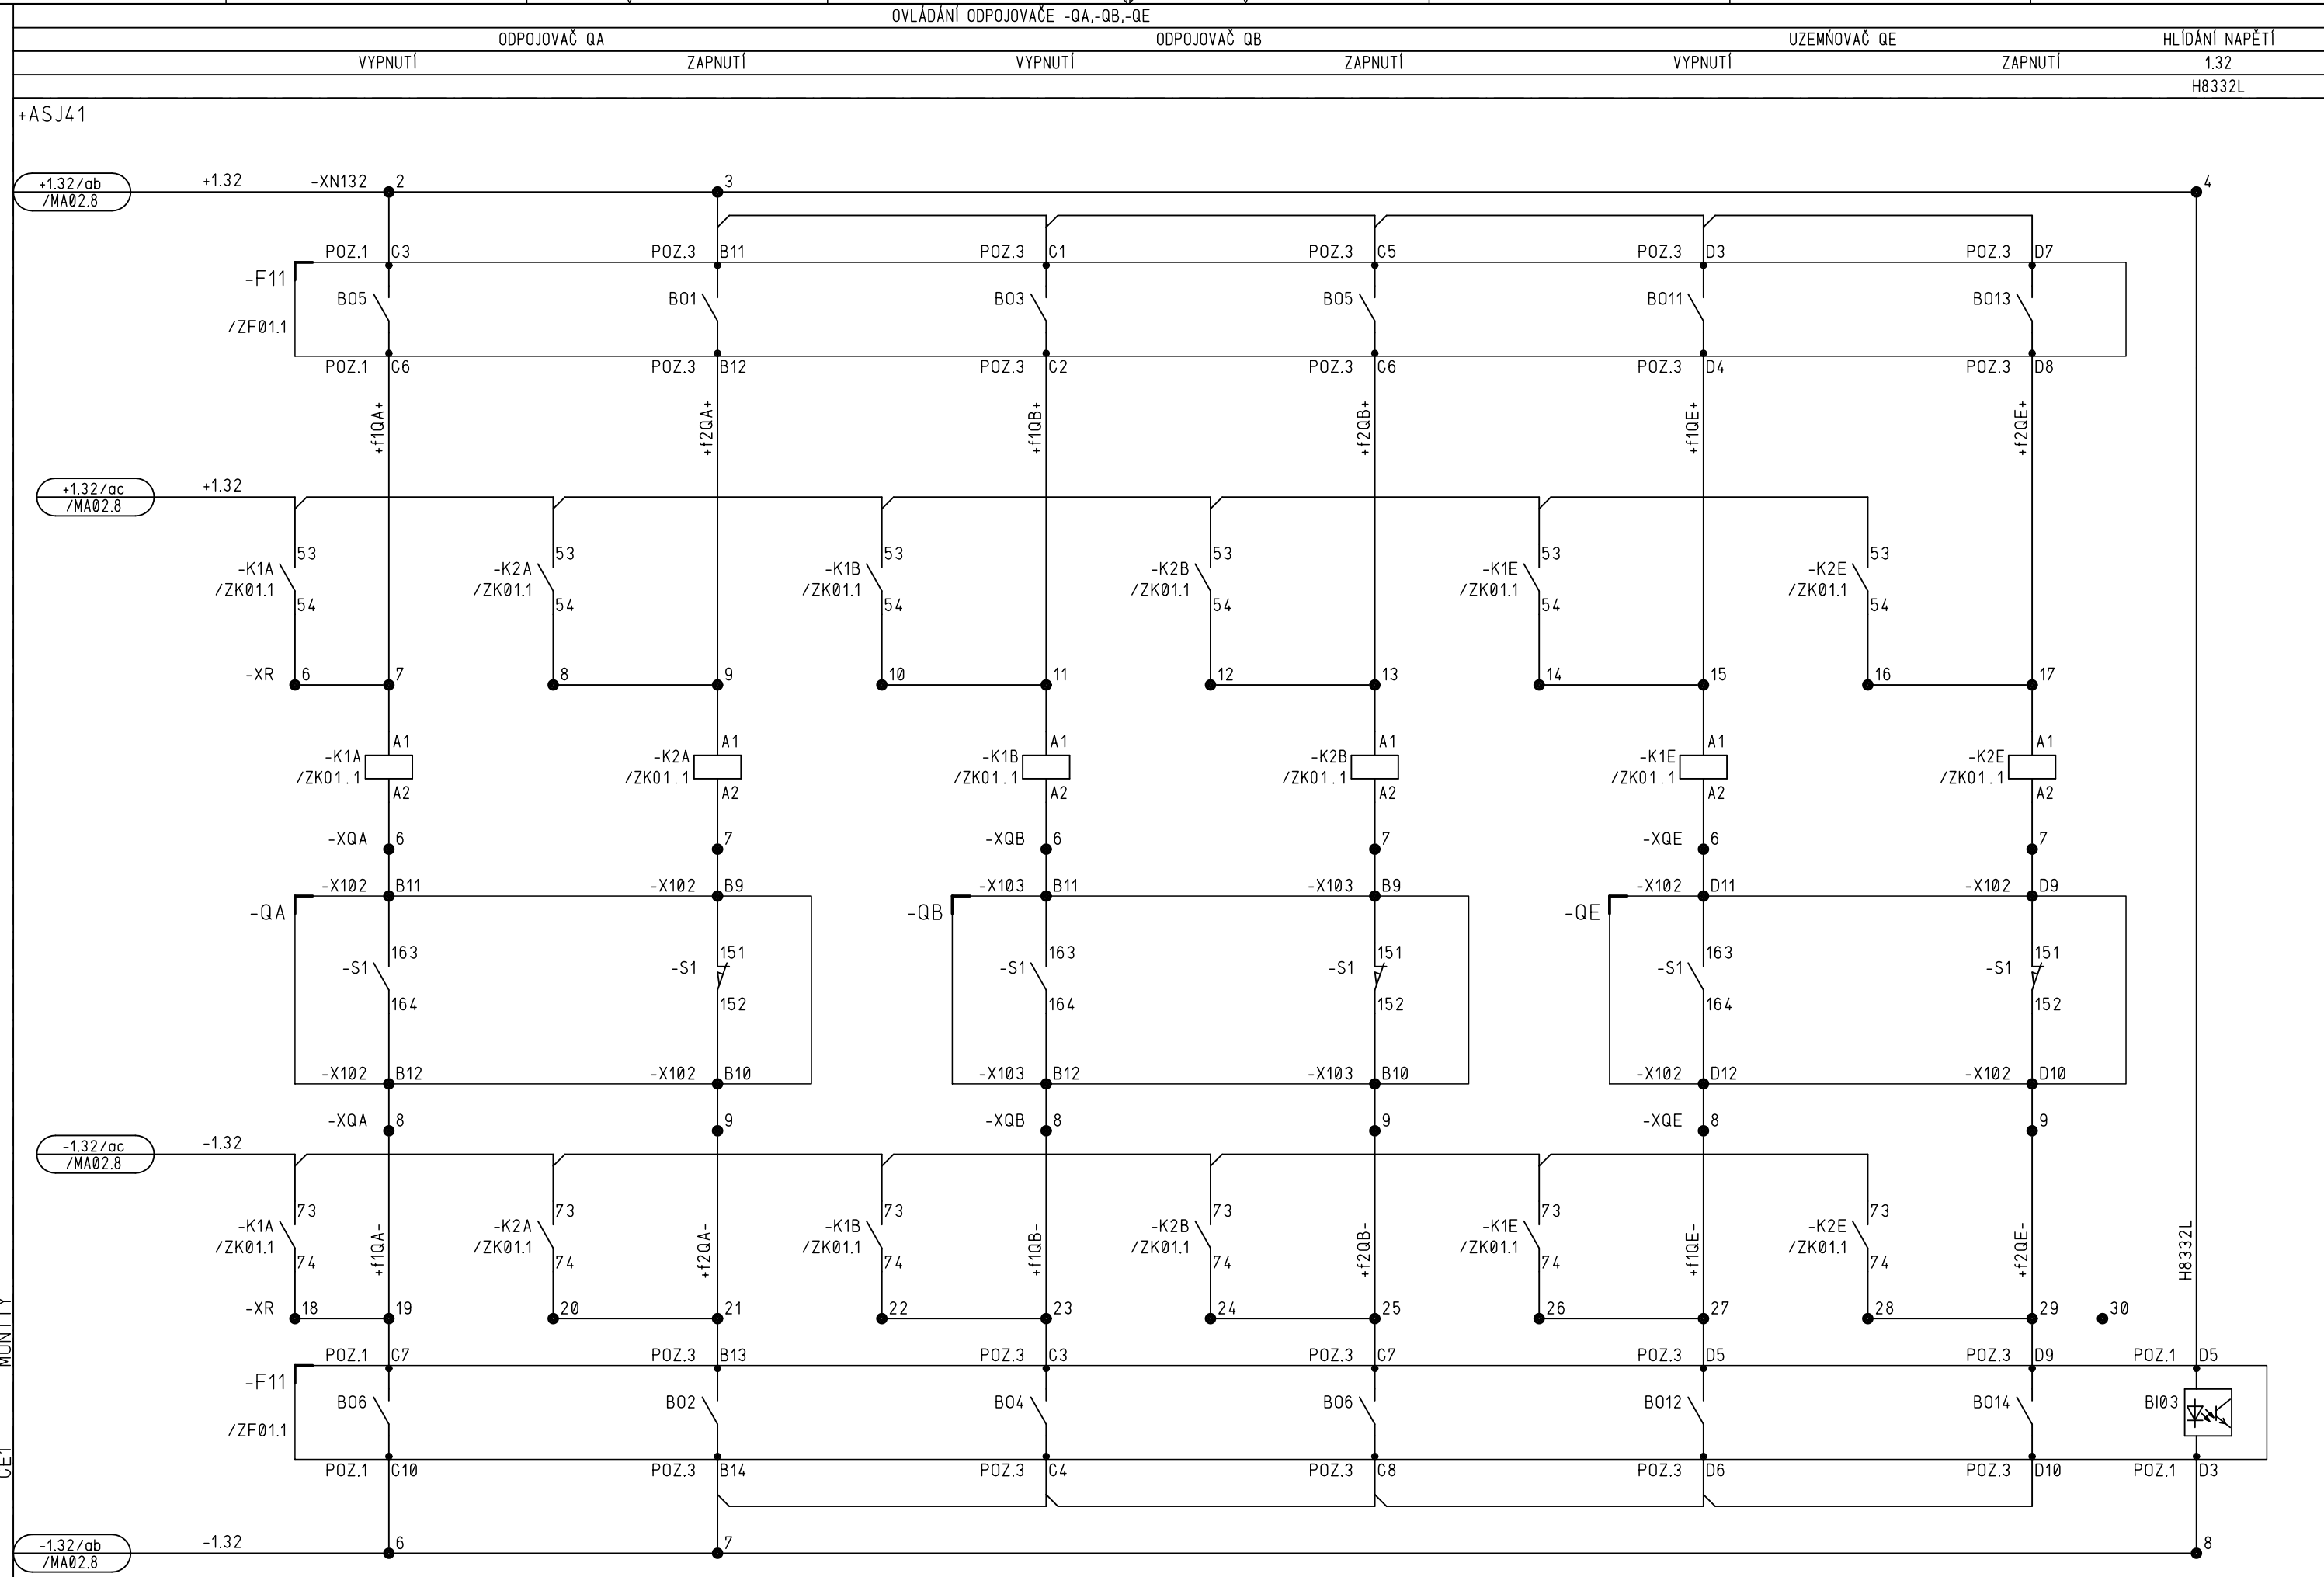 OVLÁDÁNÍ ODPOJOVAČE -QA,-QB,-QE
ODPOJOVAČ QA ODPOJOVAČ QB UZEMŇOVAČ QE HLÍDÁNÍ NAPĚTÍ
VYPNUTÍ ZAPNUTÍ VYPNUTÍ ZAPNUTÍ VYPNUTÍ ZAPNUTÍ 1.32
H8332L
+ASJ41
+1.32/ab +1.32 -XN132 2 3 4
/MA02.8
POZ.1 C3 POZ.3 B11 POZ.3 C1 POZ.3 C5 POZ.3 D3 POZ.3 D7
-F11
BO5 BO1 BO3 BO5 BO11 BO13
/ZF01.1
POZ.1 C6 POZ.3 B12 POZ.3 C2 POZ.3 C6 POZ.3 D4 POZ.3 D8
+f1QA+ +f2QA+ +f1QB+ +f2QB+ +f1QE+ +f2QE+
+1.32/ac +1.32
/MA02.8
53 53 53 53 53 53
-K1A -K2A -K1B -K2B -K1E -K2E
/ZK01.1 /ZK01.1 /ZK01.1 /ZK01.1 /ZK01.1 /ZK01.1
54 54 54 54 54 54
-XR 6 7 8 9 10 11 12 13 14 15 16 17
A1 A1 A1 A1 A1 A1
-K1A -K2A -K1B -K2B -K1E -K2E
/ZK01.1 /ZK01.1 /ZK01.1 /ZK01.1 /ZK01.1 /ZK01.1
A2 A2 A2 A2 A2 A2
-XQA 6 7 -XQB 6 7 -XQE 6 7
-X102 B11 -X102 B9 -X103 B11 -X103 B9 -X102 D11 -X102 D9
-QA -QB -QE
163 151 163 151 163 151
-S1 -S1 -S1 -S1 -S1 -S1
164 152 164 152 164 152
-X102 B12 -X102 B10 -X103 B12 -X103 B10 -X102 D12 -X102 D10
-XQA 8 9 -XQB 8 9 -XQE 8 9
-1.32/ac -1.32
/MA02.8
73 73 73 73 73 73
-K1A -K2A -K1B -K2B -K1E -K2E
/ZK01.1 /ZK01.1 /ZK01.1 /ZK01.1 /ZK01.1 /ZK01.1
74 74 74 74 74 74
+f1QA- +f2QA- +f1QB- +f2QB- +f1QE- +f2QE- H8332L
-XR 18 19 20 21 22 23 24 25 26 27 28 29 30
POZ.1 C7 POZ.3 B13 POZ.3 C3 POZ.3 C7 POZ.3 D5 POZ.3 D9 POZ.1 D5
-F11
BO6 BO2 BO4 BO6 BO12 BO14 BI03
/ZF01.1
POZ.1 C10 POZ.3 B14 POZ.3 C4 POZ.3 C8 POZ.3 D6 POZ.3 D10 POZ.1 D3
-1.32/ab -1.32 6 7 8
/MA02.8